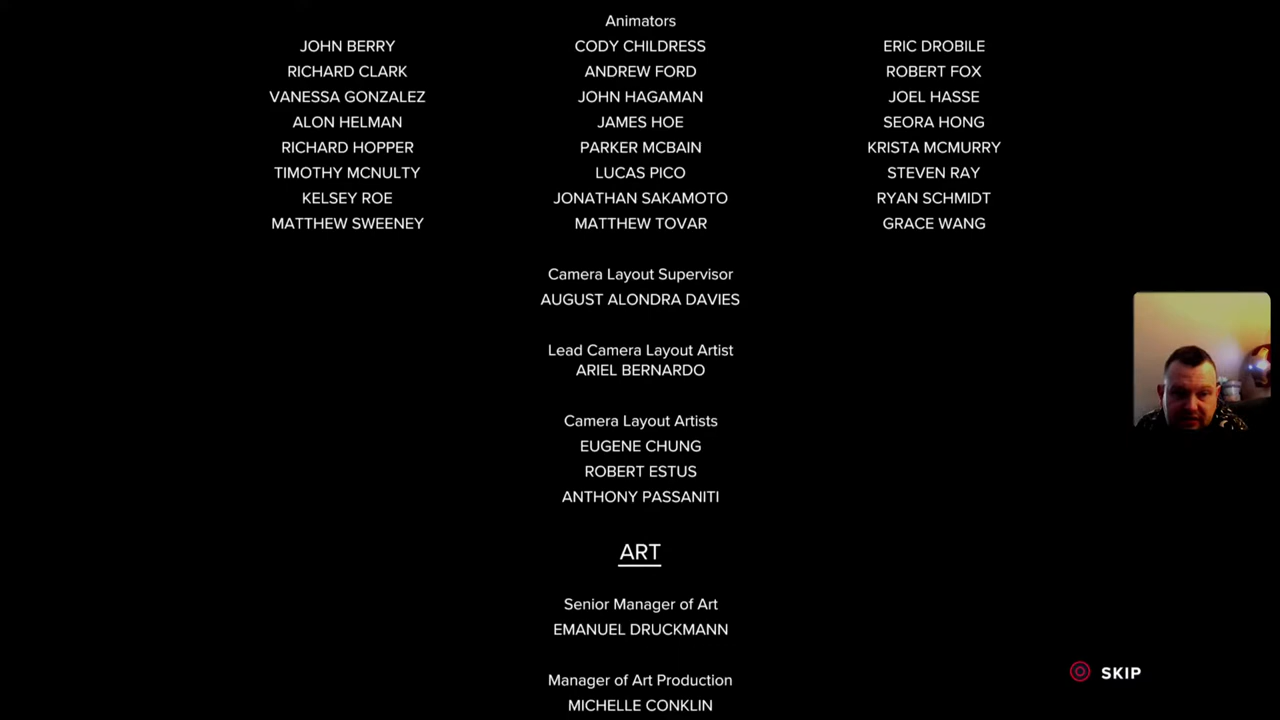 Animators
JOHN BERRY CODY CHILDRESS ERIC DROBILE
RICHARD CLARK ANDREW FORD ROBERT FOX
VANESSA GONZALEZ JOHN HAGAMAN JOEL HASSE
ALON HELMAN JAMES HOE SEORA HONG
RICHARD HOPPER PARKER MCBAIN KRISTA MCMURRY
TIMOTHY MCNULTY LUCAS PICO STEVEN RAY
KELSEY ROE JONATHAN SAKAMOTO RYAN SCHMIDT
MATTHEW SWEENEY MATTHEW TOVAR GRACE WANG
Camera Layout Supervisor
AUGUST ALONDRA DAVIES
Lead Camera Layout Artist
ARIEL BERNARDO
Camera Layout Artists
EUGENE CHUNG
ROBERT ESTUS
ANTHONY PASSANITI
ART
Senior Manager of Art
EMANUEL DRUCKMANN
Manager of Art Production
MICHELLE CONKLIN
SKIP